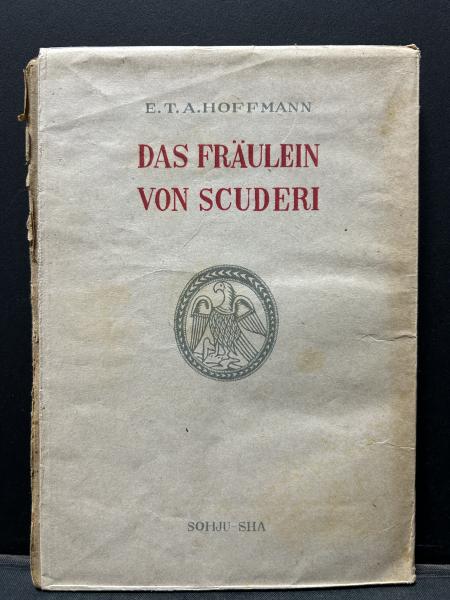 E. T. A. HOFFMANN
DAS FRÄULEIN
VON SCUDERI
SOHJU-SHA